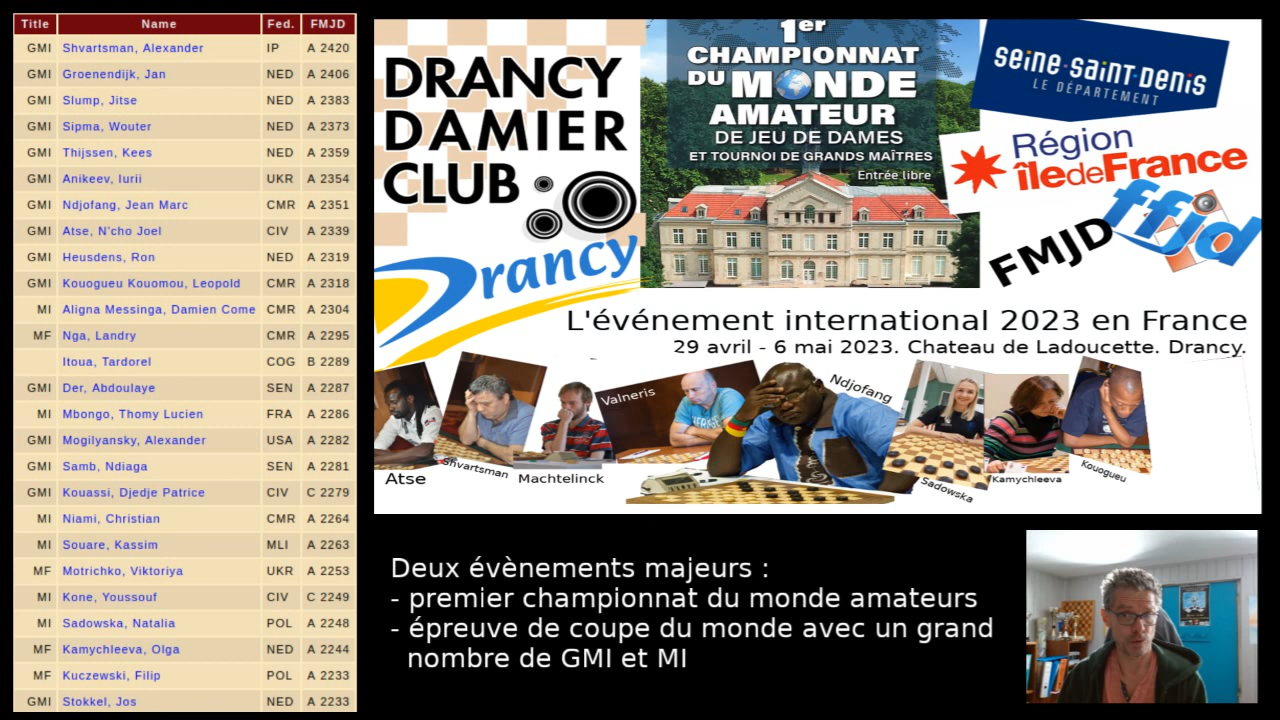 Title Name Fed. FMJD
GMI Shvartsman, Alexander IP A 2420
GMI Groenendijk, Jan NED A 2406
GMI Slump, Jitse NED A 2383
GMI Sipma, Wouter NED A 2373
GMI Thijssen, Kees NED A 2359
GMI Anikeev, Iurii UKR A 2354
GMI Ndjofang, Jean Marc CMR A 2351
GMI Atse, N'cho Joel CIV A 2339
GMI Heusdens, Ron NED A 2319
GMI Kouogueu Kouomou, Leopold CMR A 2318
MI Aligna Messinga, Damien Come CMR A 2304
MF Nga, Landry CMR A 2295
Itoua, Tardorel COG B 2289
GMI Der, Abdoulaye SEN A 2287
MI Mbongo, Thomy Lucien FRA A 2286
GMI Mogilyansky, Alexander USA A 2282
GMI Samb, Ndiaga SEN A 2281
GMI Kouassi, Djedje Patrice CIV C 2279
MI Niami, Christian CMR A 2264
MI Souare, Kassim MLI A 2263
MF Motrichko, Viktoriya UKR A 2253
MI Kone, Youssouf CIV C 2249
MI Sadowska, Natalia POL A 2248
MF Kamychleeva, Olga NED A 2244
MF Kuczewski, Filip POL A 2233
GMI Stokkel, Jos NED A 2233
DRANCY
DAMIER
CLUB
Drancy
1er
CHAMPIONNAT
DU MONDE
AMATEUR
DE JEU DE DAMES
ET TOURNOI DE GRANDS MAÎTRES
Entrée libre
seine-saint-denis
LE DÉPARTEMENT
Région
îledeFrance
FMJD
ffjd
L'événement international 2023 en France
29 avril - 6 mai 2023. Chateau de Ladoucette. Drancy.
Atse
Shvartsman
Machtelinck
Valneris
Ndjofang
Sadowska
Kamychleeva
Kouogueu
Deux évènements majeurs :
- premier championnat du monde amateurs
- épreuve de coupe du monde avec un grand
nombre de GMI et MI